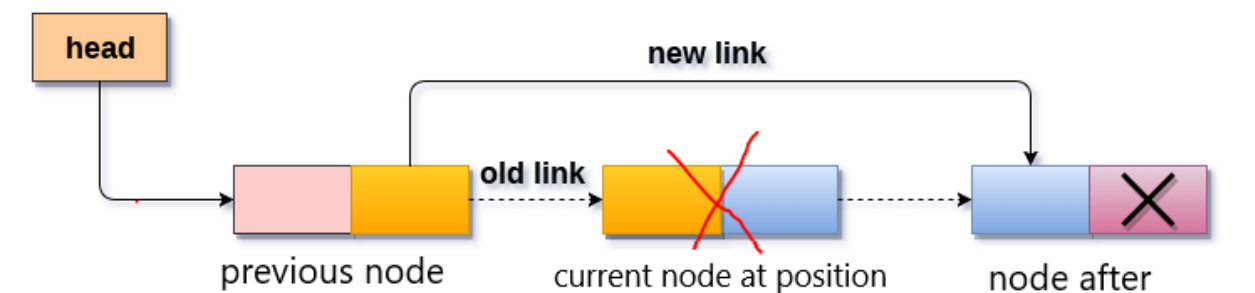 head
new link
old link
previous node
current node at position
node after